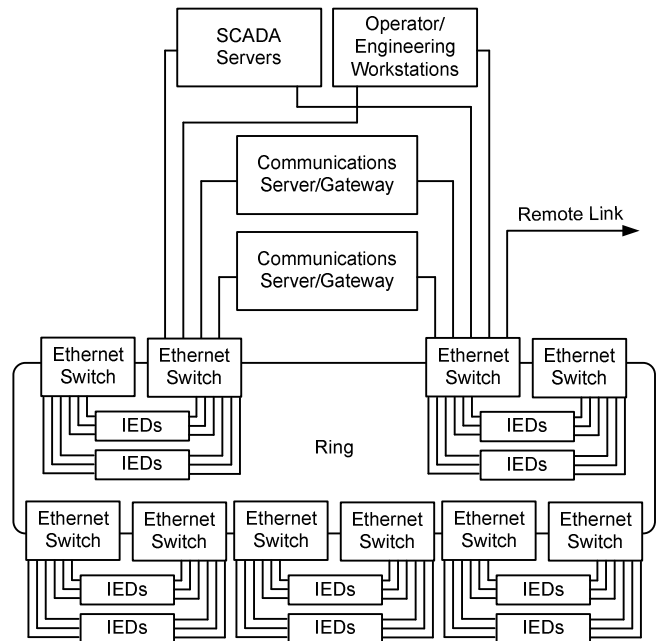 SCADA
Servers
Operator/
Engineering
Workstations
Communications
Server/Gateway
Remote Link
Communications
Server/Gateway
Ethernet
Switch
Ethernet
Switch
Ethernet
Switch
Ethernet
Switch
IEDs
IEDs
IEDs
IEDs
Ring
Ethernet
Switch
Ethernet
Switch
Ethernet
Switch
Ethernet
Switch
Ethernet
Switch
Ethernet
Switch
IEDs
IEDs
IEDs
IEDs
IEDs
IEDs